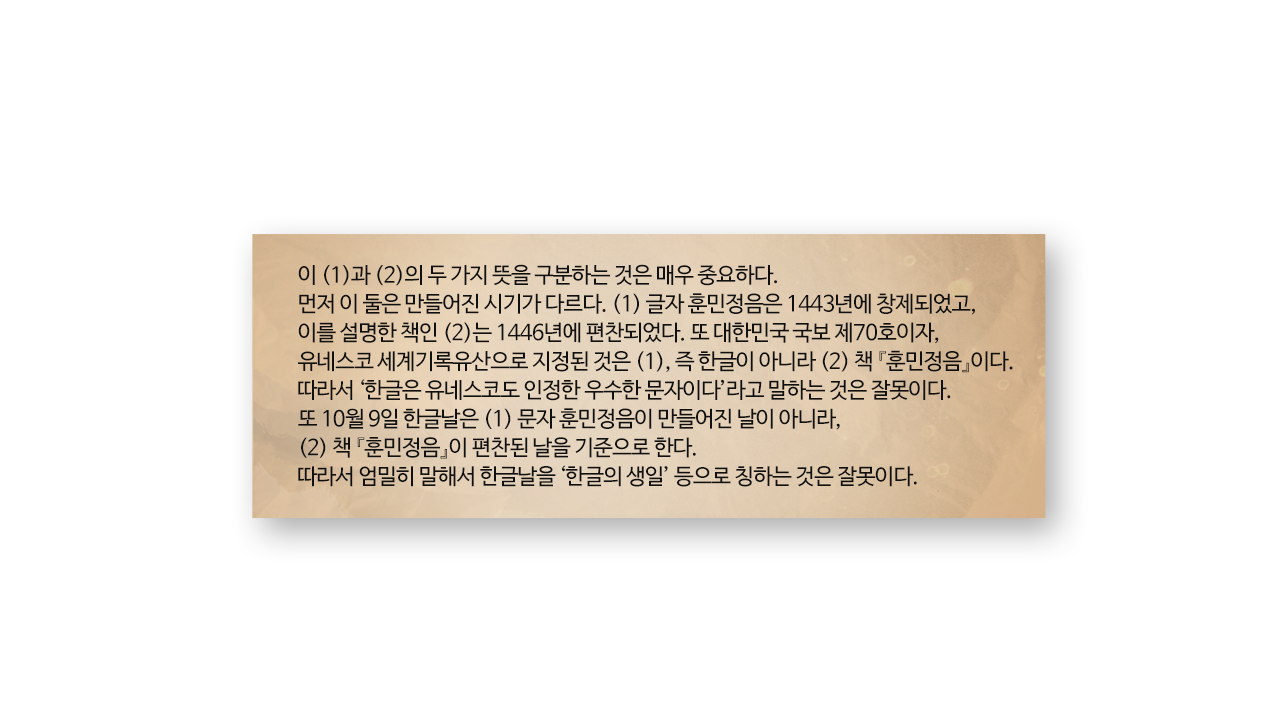 이 (1)과 (2)의 두 가지 뜻을 구분하는 것은 매우 중요하다.
먼저 이 둘은 만들어진 시기가 다르다. (1) 글자 훈민정음은 1443년에 창제되었고,
이를 설명한 책인 (2)는 1446년에 편찬되었다. 또 대한민국 국보 제70호이자,
유네스코 세계기록유산으로 지정된 것은 (1), 즉 한글이 아니라 (2) 책 『훈민정음』이다.
따라서 ‘한글은 유네스코도 인정한 우수한 문자이다’라고 말하는 것은 잘못이다.
또 10월 9일 한글날은 (1) 문자 훈민정음이 만들어진 날이 아니라,
(2) 책 『훈민정음』이 편찬된 날을 기준으로 한다.
따라서 엄밀히 말해서 한글날을 ‘한글의 생일’ 등으로 칭하는 것은 잘못이다.